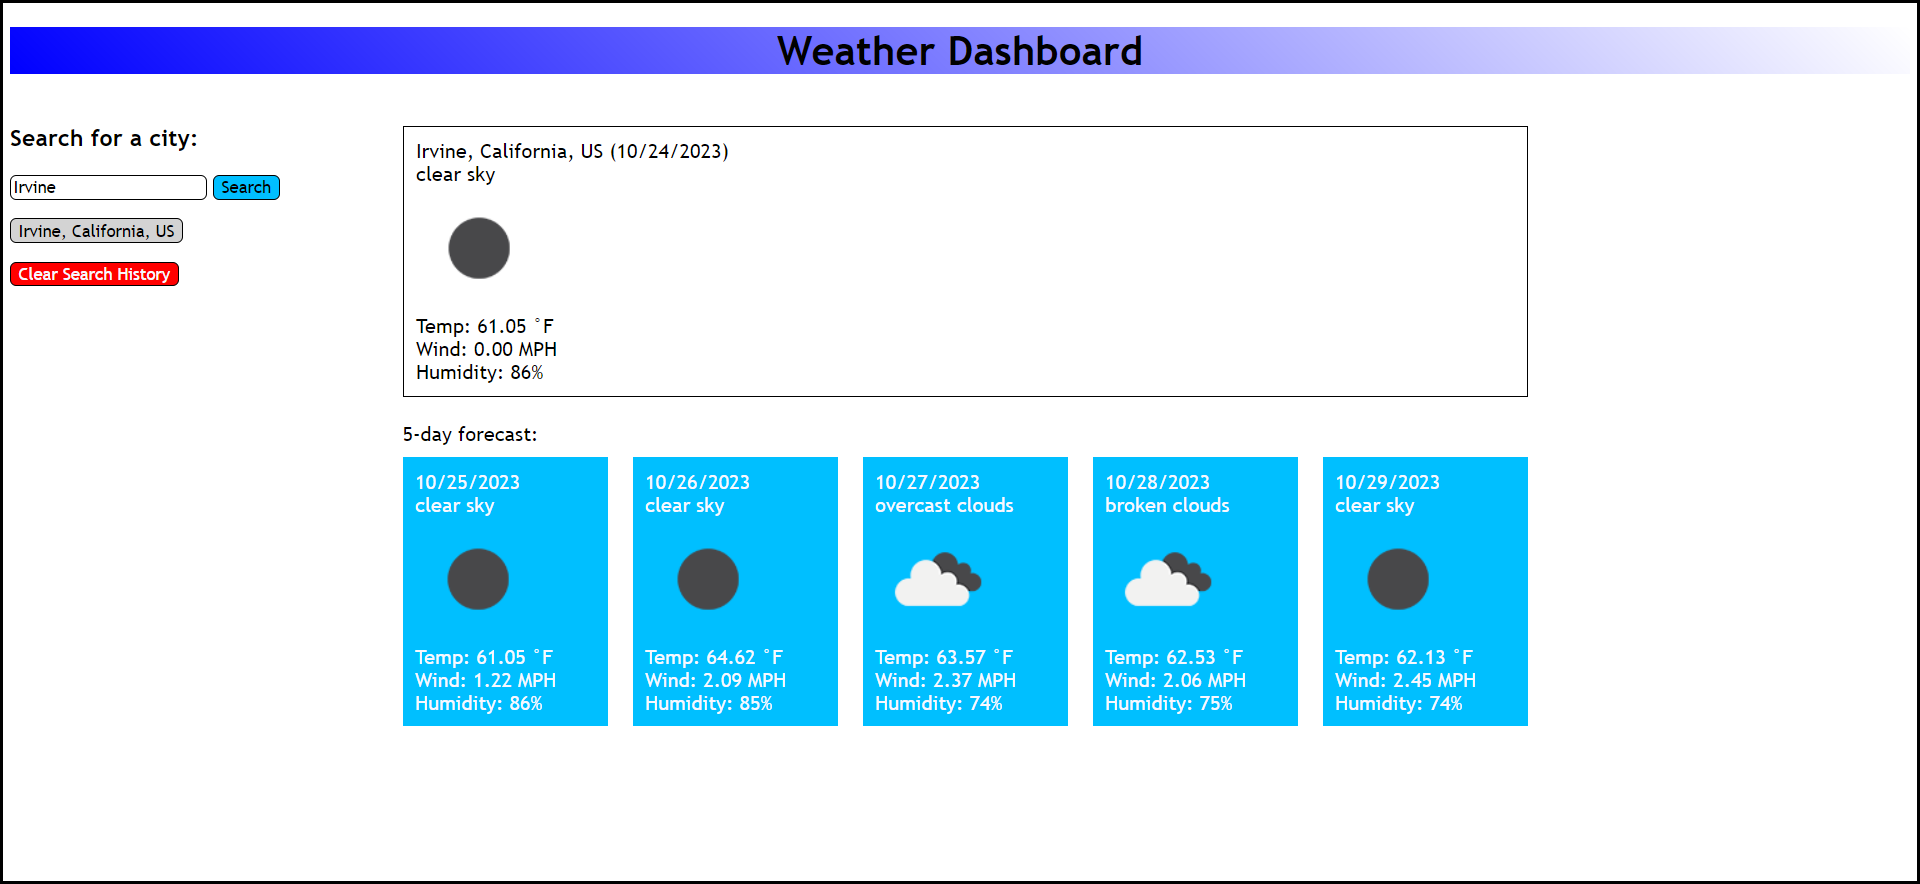 Weather Dashboard
Search for a city:
Irvine
Search
Irvine, California, US
Clear Search History
Irvine, California, US (10/24/2023)
clear sky
Temp: 61.05 °F
Wind: 0.00 MPH
Humidity: 86%
5-day forecast:
10/25/2023
clear sky
Temp: 61.05 °F
Wind: 1.22 MPH
Humidity: 86%
10/26/2023
clear sky
Temp: 64.62 °F
Wind: 2.09 MPH
Humidity: 85%
10/27/2023
overcast clouds
Temp: 63.57 °F
Wind: 2.37 MPH
Humidity: 74%
10/28/2023
broken clouds
Temp: 62.53 °F
Wind: 2.06 MPH
Humidity: 75%
10/29/2023
clear sky
Temp: 62.13 °F
Wind: 2.45 MPH
Humidity: 74%